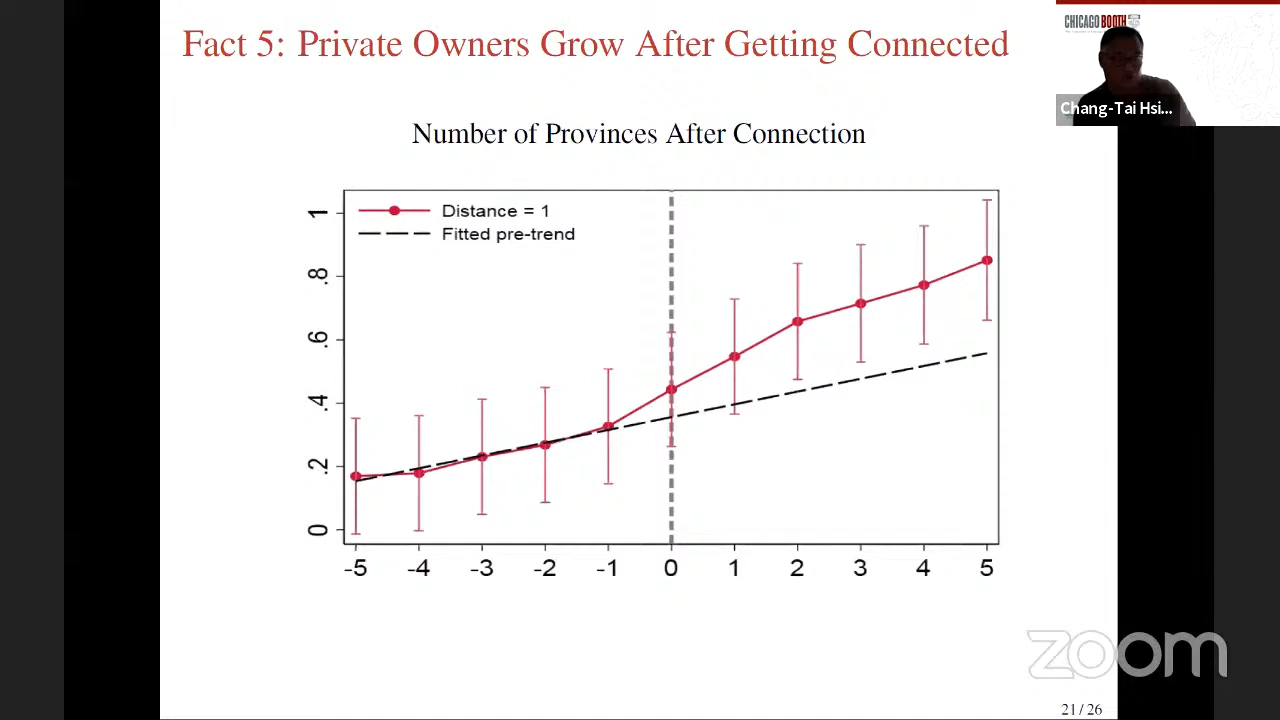 Fact 5: Private Owners Grow After Getting Connected
CHICAGO BOOTH
Chang-Tai Hsi...
Number of Provinces After Connection
Distance = 1
Fitted pre-trend
1
.8
.6
.4
.2
0
-5 -4 -3 -2 -1 0 1 2 3 4 5
zoom
21 / 26